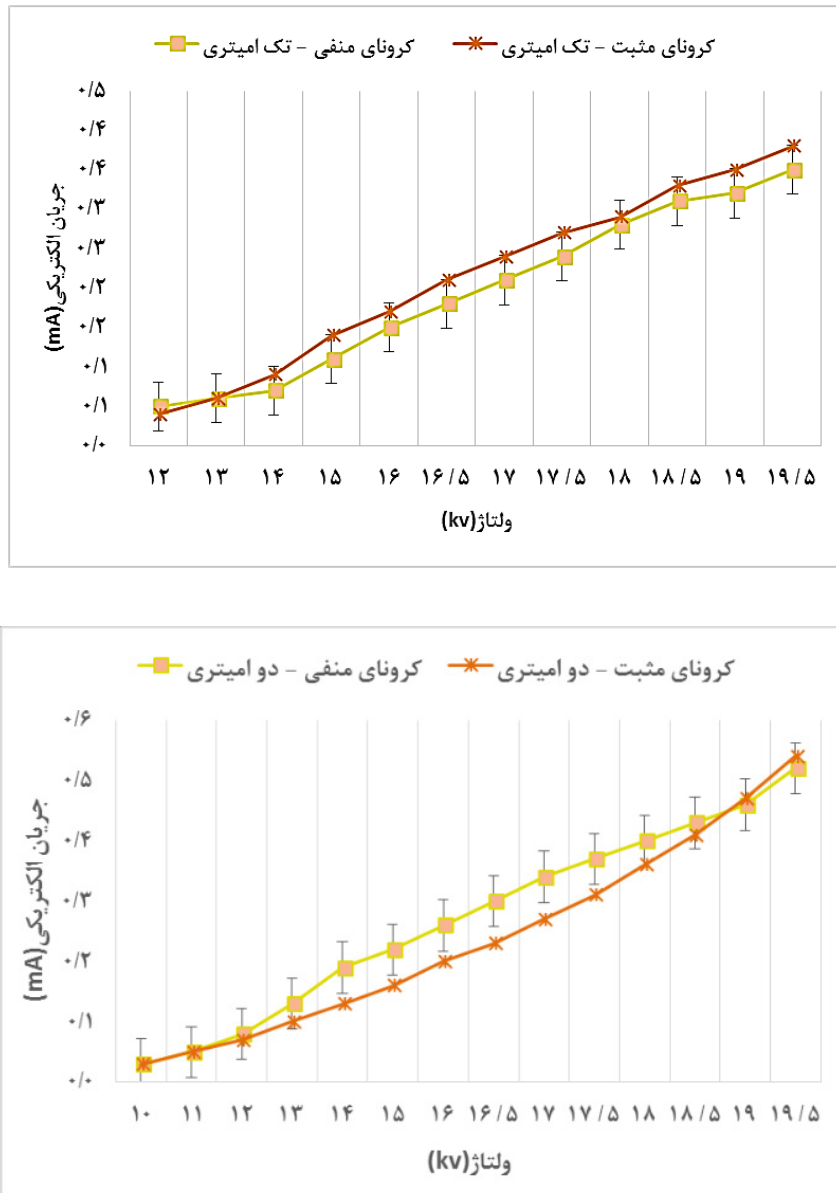 کرونای مثبت - تک امیتری کرونای منفی - تک امیتری
۰/۵
۰/۴
۰/۴
۰/۳
۰/۳
۰/۲
۰/۲
۰/۱
۰/۱
۰/۰
جریان الکتریکی(mA)
۱۲ ۱۳ ۱۴ ۱۵ ۱۶ ۱۶/۵ ۱۷ ۱۷/۵ ۱۸ ۱۸/۵ ۱۹ ۱۹/۵
ولتاژ(kv)
کرونای مثبت - دو امیتری کرونای منفی - دو امیتری
۰/۶
۰/۵
۰/۴
۰/۳
۰/۲
۰/۱
۰/۰
جریان الکتریکی(mA)
۱۰ ۱۱ ۱۲ ۱۳ ۱۴ ۱۵ ۱۶ ۱۶/۵ ۱۷ ۱۷/۵ ۱۸ ۱۸/۵ ۱۹ ۱۹/۵
ولتاژ(kv)